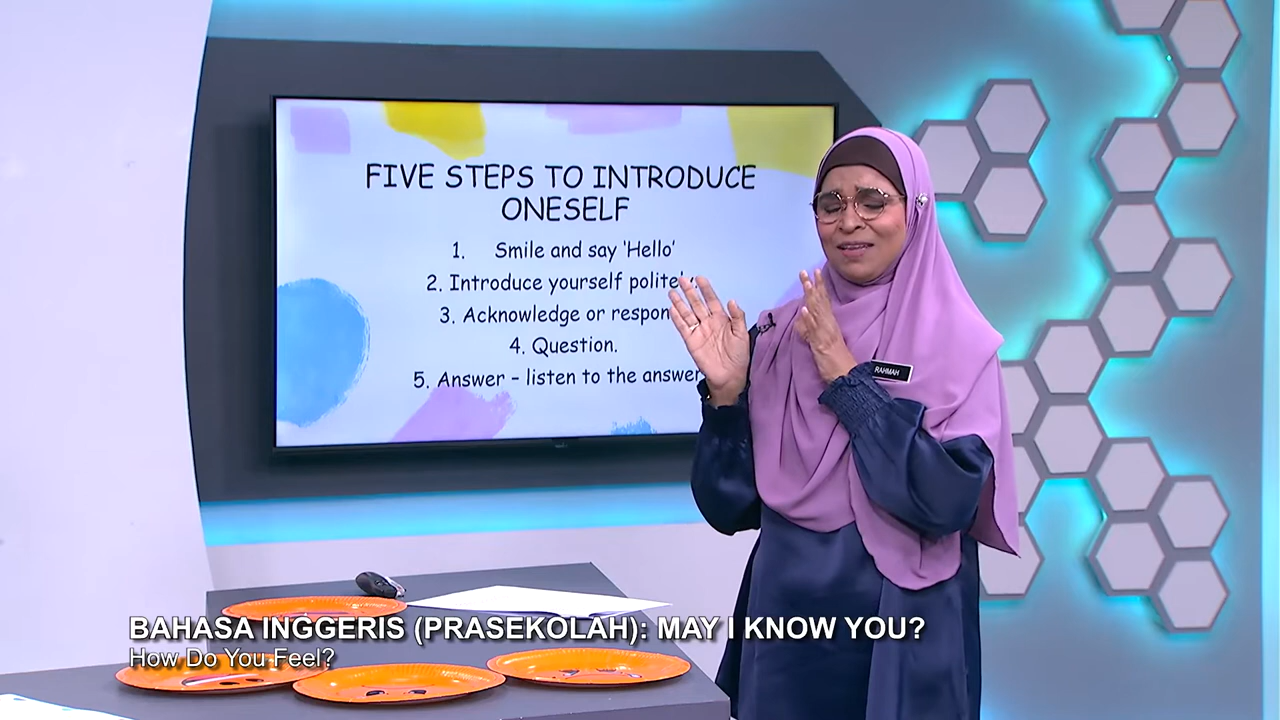 FIVE STEPS TO INTRODUCE
ONESELF
1. Smile and say 'Hello'
2. Introduce yourself
3. Acknowledge or
4. Question.
5. Answer – listen to the answer
RAHMAH
BAHASA INGGERIS (PRASEKOLAH): MAY I KNOW YOU?
How Do You Feel?